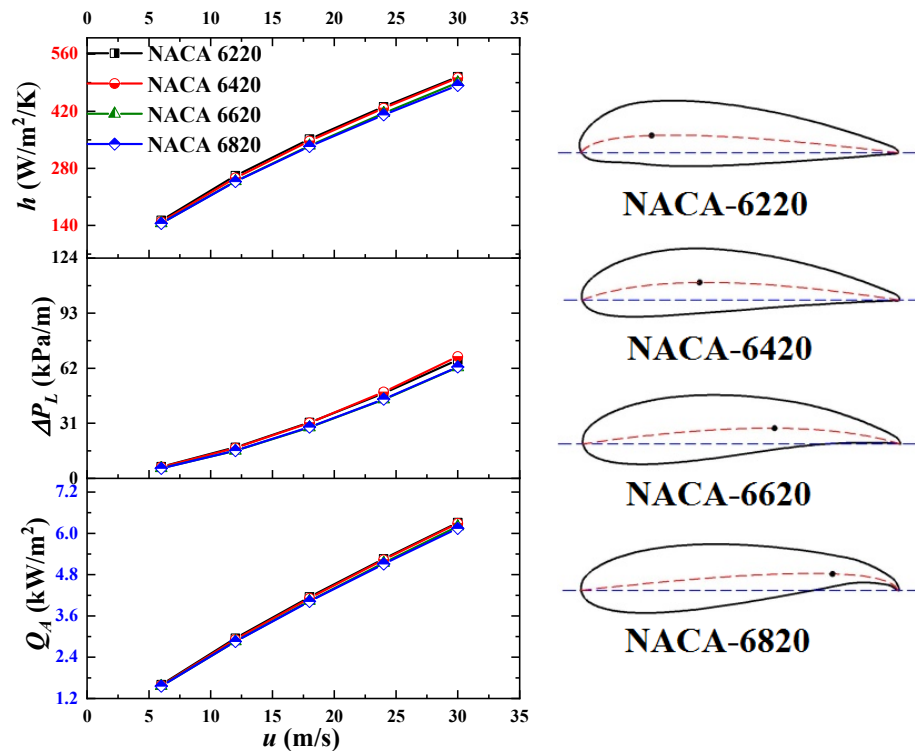 0 5 10 15 20 25 30 35
560
420
280
140
h (W/m²/K)
NACA 6220
NACA 6420
NACA 6620
NACA 6820
124
93
62
31
0
ΔP_L (kPa/m)
7.2
6.0
4.8
3.6
2.4
1.2
Q_A (kW/m²)
0 5 10 15 20 25 30 35
u (m/s)
NACA-6220
NACA-6420
NACA-6620
NACA-6820